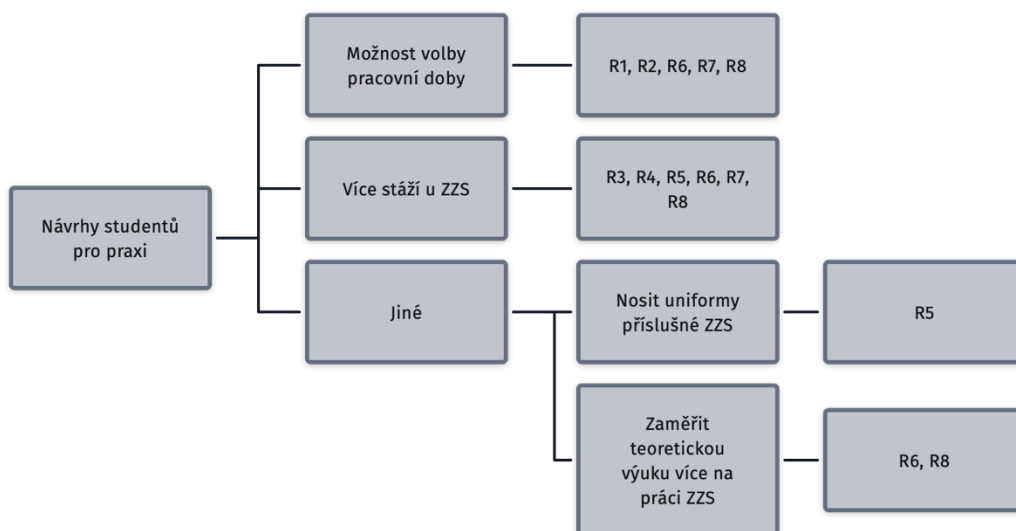 Návrhy studentů
pro praxi
Možnost volby
pracovní doby
R1, R2, R6, R7, R8
Více stáží u ZZS
R3, R4, R5, R6, R7,
R8
Jiné
Nosit uniformy
příslušné ZZS
R5
Zaměřit
teoretickou
výuku více na
práci ZZS
R6, R8